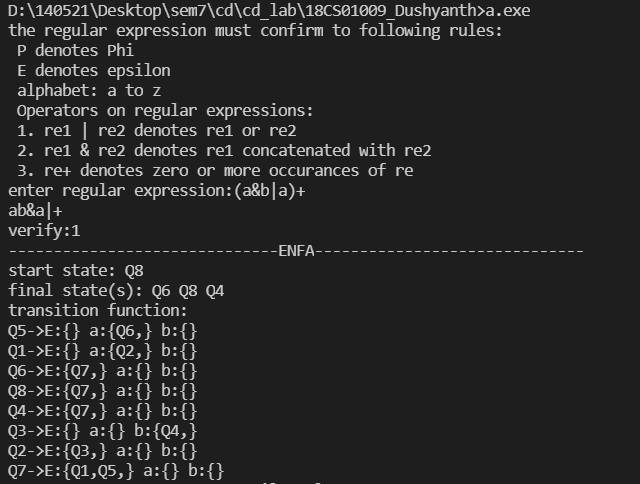 D:\140521\Desktop\sem7\cd\cd_lab\18CS01009_Dushyanth>a.exe
the regular expression must confirm to following rules:
P denotes Phi
E denotes epsilon
alphabet: a to z
Operators on regular expressions:
1. re1 | re2 denotes re1 or re2
2. re1 & re2 denotes re1 concatenated with re2
3. re+ denotes zero or more occurances of re
enter regular expression:(a&b|a)+
ab&a|+
verify:1
------------------------------ENFA------------------------------
start state: Q8
final state(s): Q6 Q8 Q4
transition function:
Q5->E:{} a:{Q6,} b:{}
Q1->E:{} a:{Q2,} b:{}
Q6->E:{Q7,} a:{} b:{}
Q8->E:{Q7,} a:{} b:{}
Q4->E:{Q7,} a:{} b:{}
Q3->E:{} a:{} b:{Q4,}
Q2->E:{Q3,} a:{} b:{}
Q7->E:{Q1,Q5,} a:{} b:{}